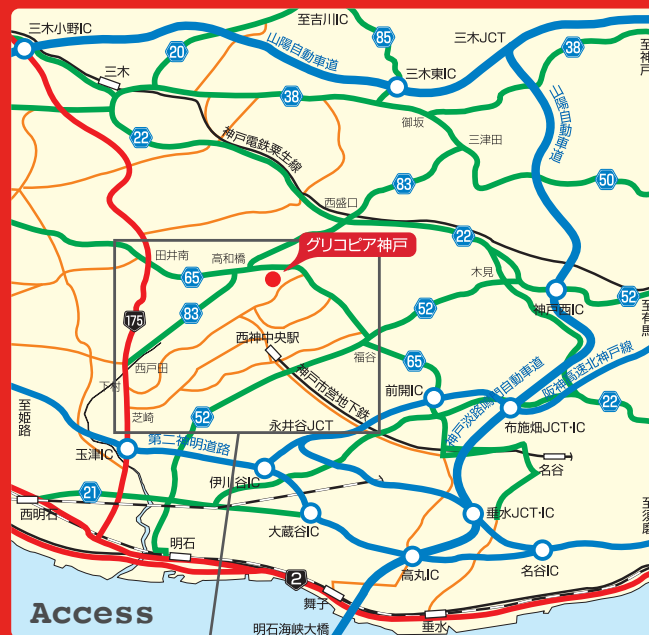 三木小野IC
至吉川IC
85
三木JCT
38
20
山陽自動車道
至神戸
三木
三木東IC
38
御坂
山陽自動車道
22
神戸電鉄粟生線
三津田
83
50
西盛口
田井南
高和橋
グリコピア神戸
22
65
木見
83
52
神戸西IC
52
175
西神中央駅
至有馬
西戸田
福谷
65
神戸淡路鳴門自動車道
阪神高速北神戸線
下村
神戸市営地下鉄
前開IC
22
至姫路
芝崎
52
永井谷JCT
布施畑JCT・IC
第二神明道路
玉津IC
伊川谷IC
名谷
21
西明石
大蔵谷IC
垂水JCT・IC
至須磨
明石
高丸IC
名谷IC
2
舞子
Access
明石海峡大橋
垂水